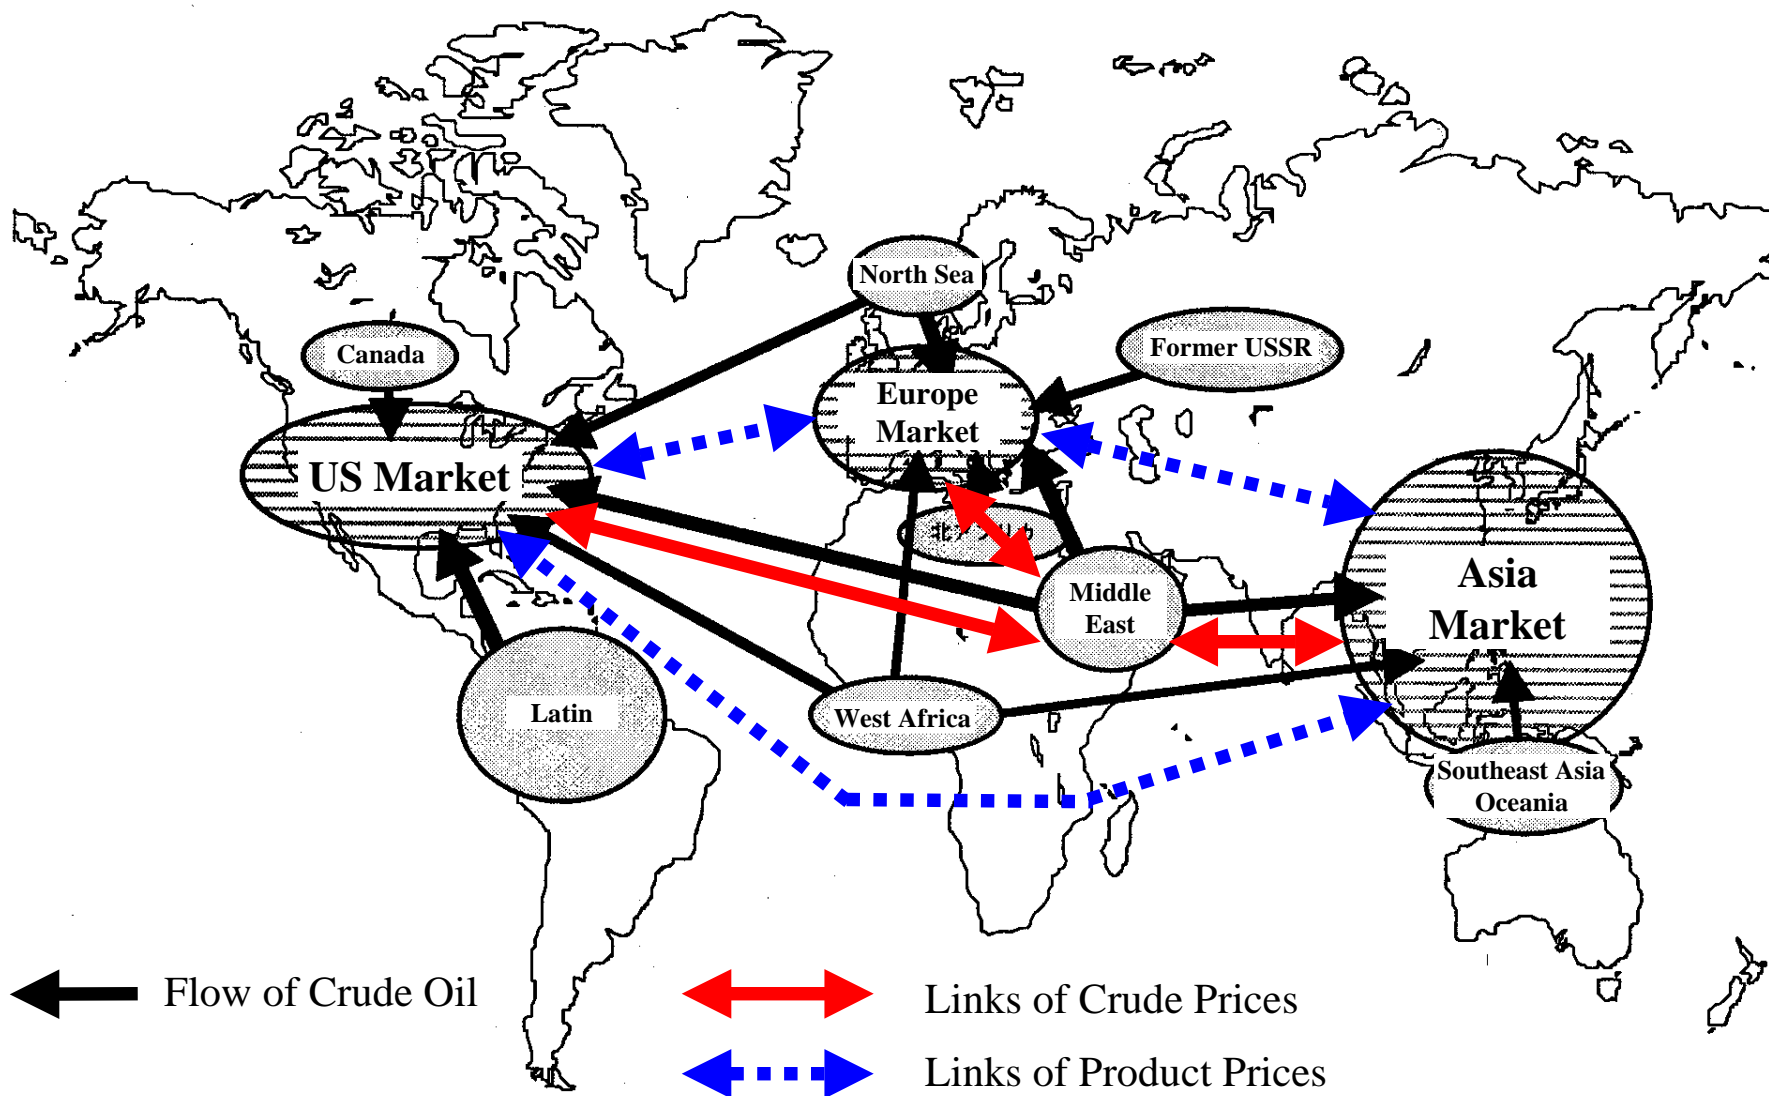 North Sea
Canada
Former USSR
Europe
Market
US Market
Middle
East
Asia
Market
Latin
West Africa
Southeast Asia
Oceania
Flow of Crude Oil
Links of Crude Prices
Links of Product Prices